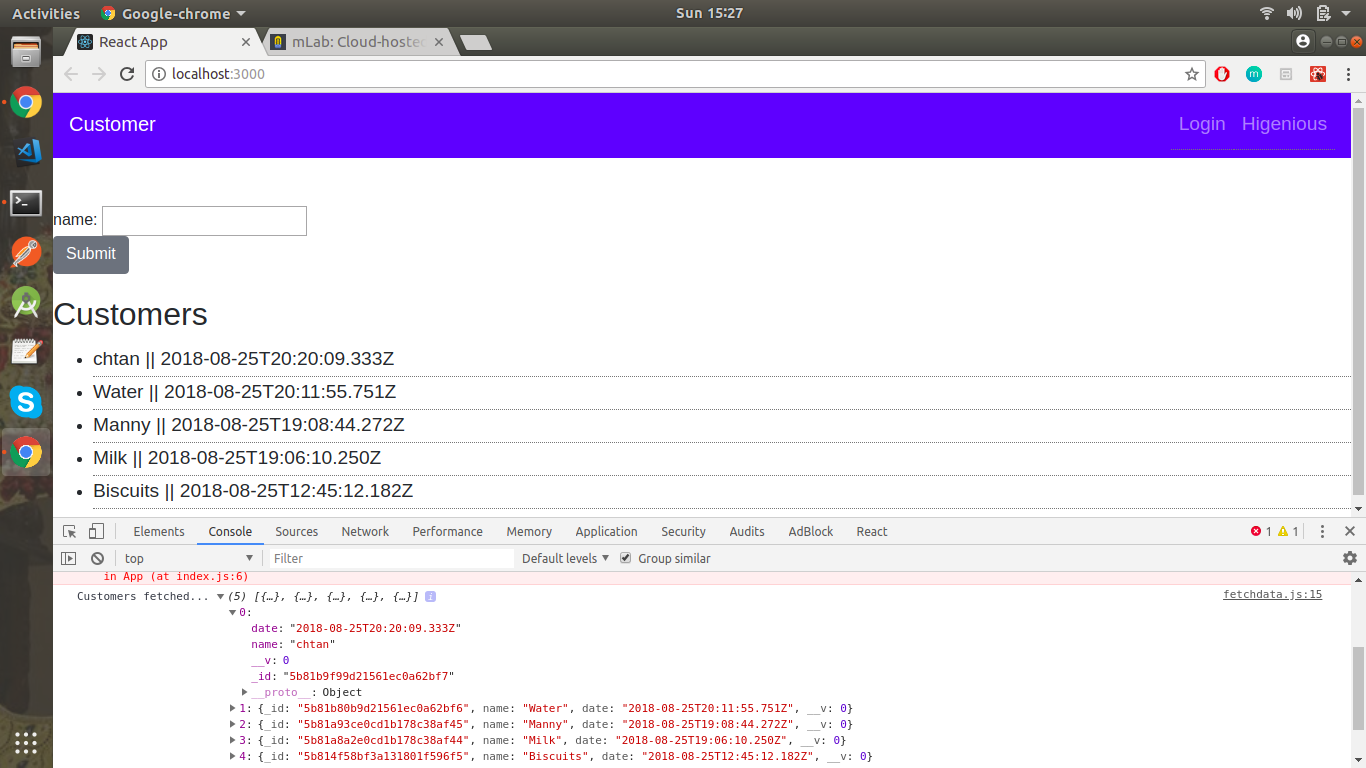 Activities Google-chrome Sun 15:27
React App mLab: Cloud-hosted
localhost:3000
Customer Login Higenious
name:
Submit
Customers
chtan || 2018-08-25T20:20:09.333Z
Water || 2018-08-25T20:11:55.751Z
Manny || 2018-08-25T19:08:44.272Z
Milk || 2018-08-25T19:06:10.250Z
Biscuits || 2018-08-25T12:45:12.182Z
Elements Console Sources Network Performance Memory Application Security Audits AdBlock React 1 1
top Filter Default levels Group similar
in App (at index.js:6)
Customers fetched... (5) [{…}, {…}, {…}, {…}, {…}] i fetchdata.js:15
0:
date: "2018-08-25T20:20:09.333Z"
name: "chtan"
__v: 0
_id: "5b81b9f99d21561ec0a62bf7"
__proto__: Object
1: {_id: "5b81b80b9d21561ec0a62bf6", name: "Water", date: "2018-08-25T20:11:55.751Z", __v: 0}
2: {_id: "5b81a93ce0cd1b178c38af45", name: "Manny", date: "2018-08-25T19:08:44.272Z", __v: 0}
3: {_id: "5b81a8a2e0cd1b178c38af44", name: "Milk", date: "2018-08-25T19:06:10.250Z", __v: 0}
4: {_id: "5b814f58bf3a131801f596f5", name: "Biscuits", date: "2018-08-25T12:45:12.182Z", __v: 0}